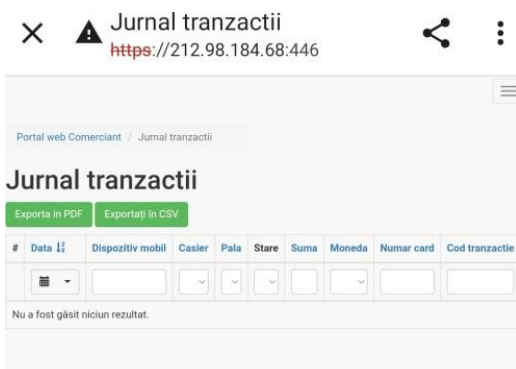 Jurnal tranzactii
https://212.98.184.68:446
Portal web Comerciant / Jurnal tranzactii
Jurnal tranzactii
Exporta in PDF Exportați în CSV
# Data Dispozitiv mobil Casier Pala Stare Suma Moneda Numar card Cod tranzactie
Nu a fost găsit niciun rezultat.